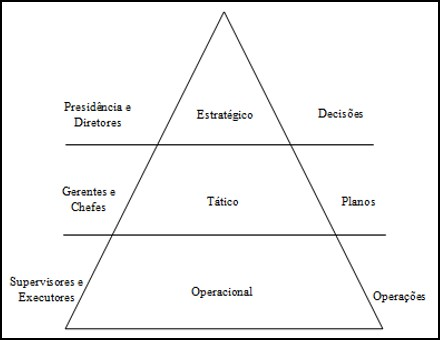 Presidência e
Diretores
Estratégico
Decisões
Gerentes e
Chefes
Tático
Planos
Supervisores e
Executores
Operacional
Operações